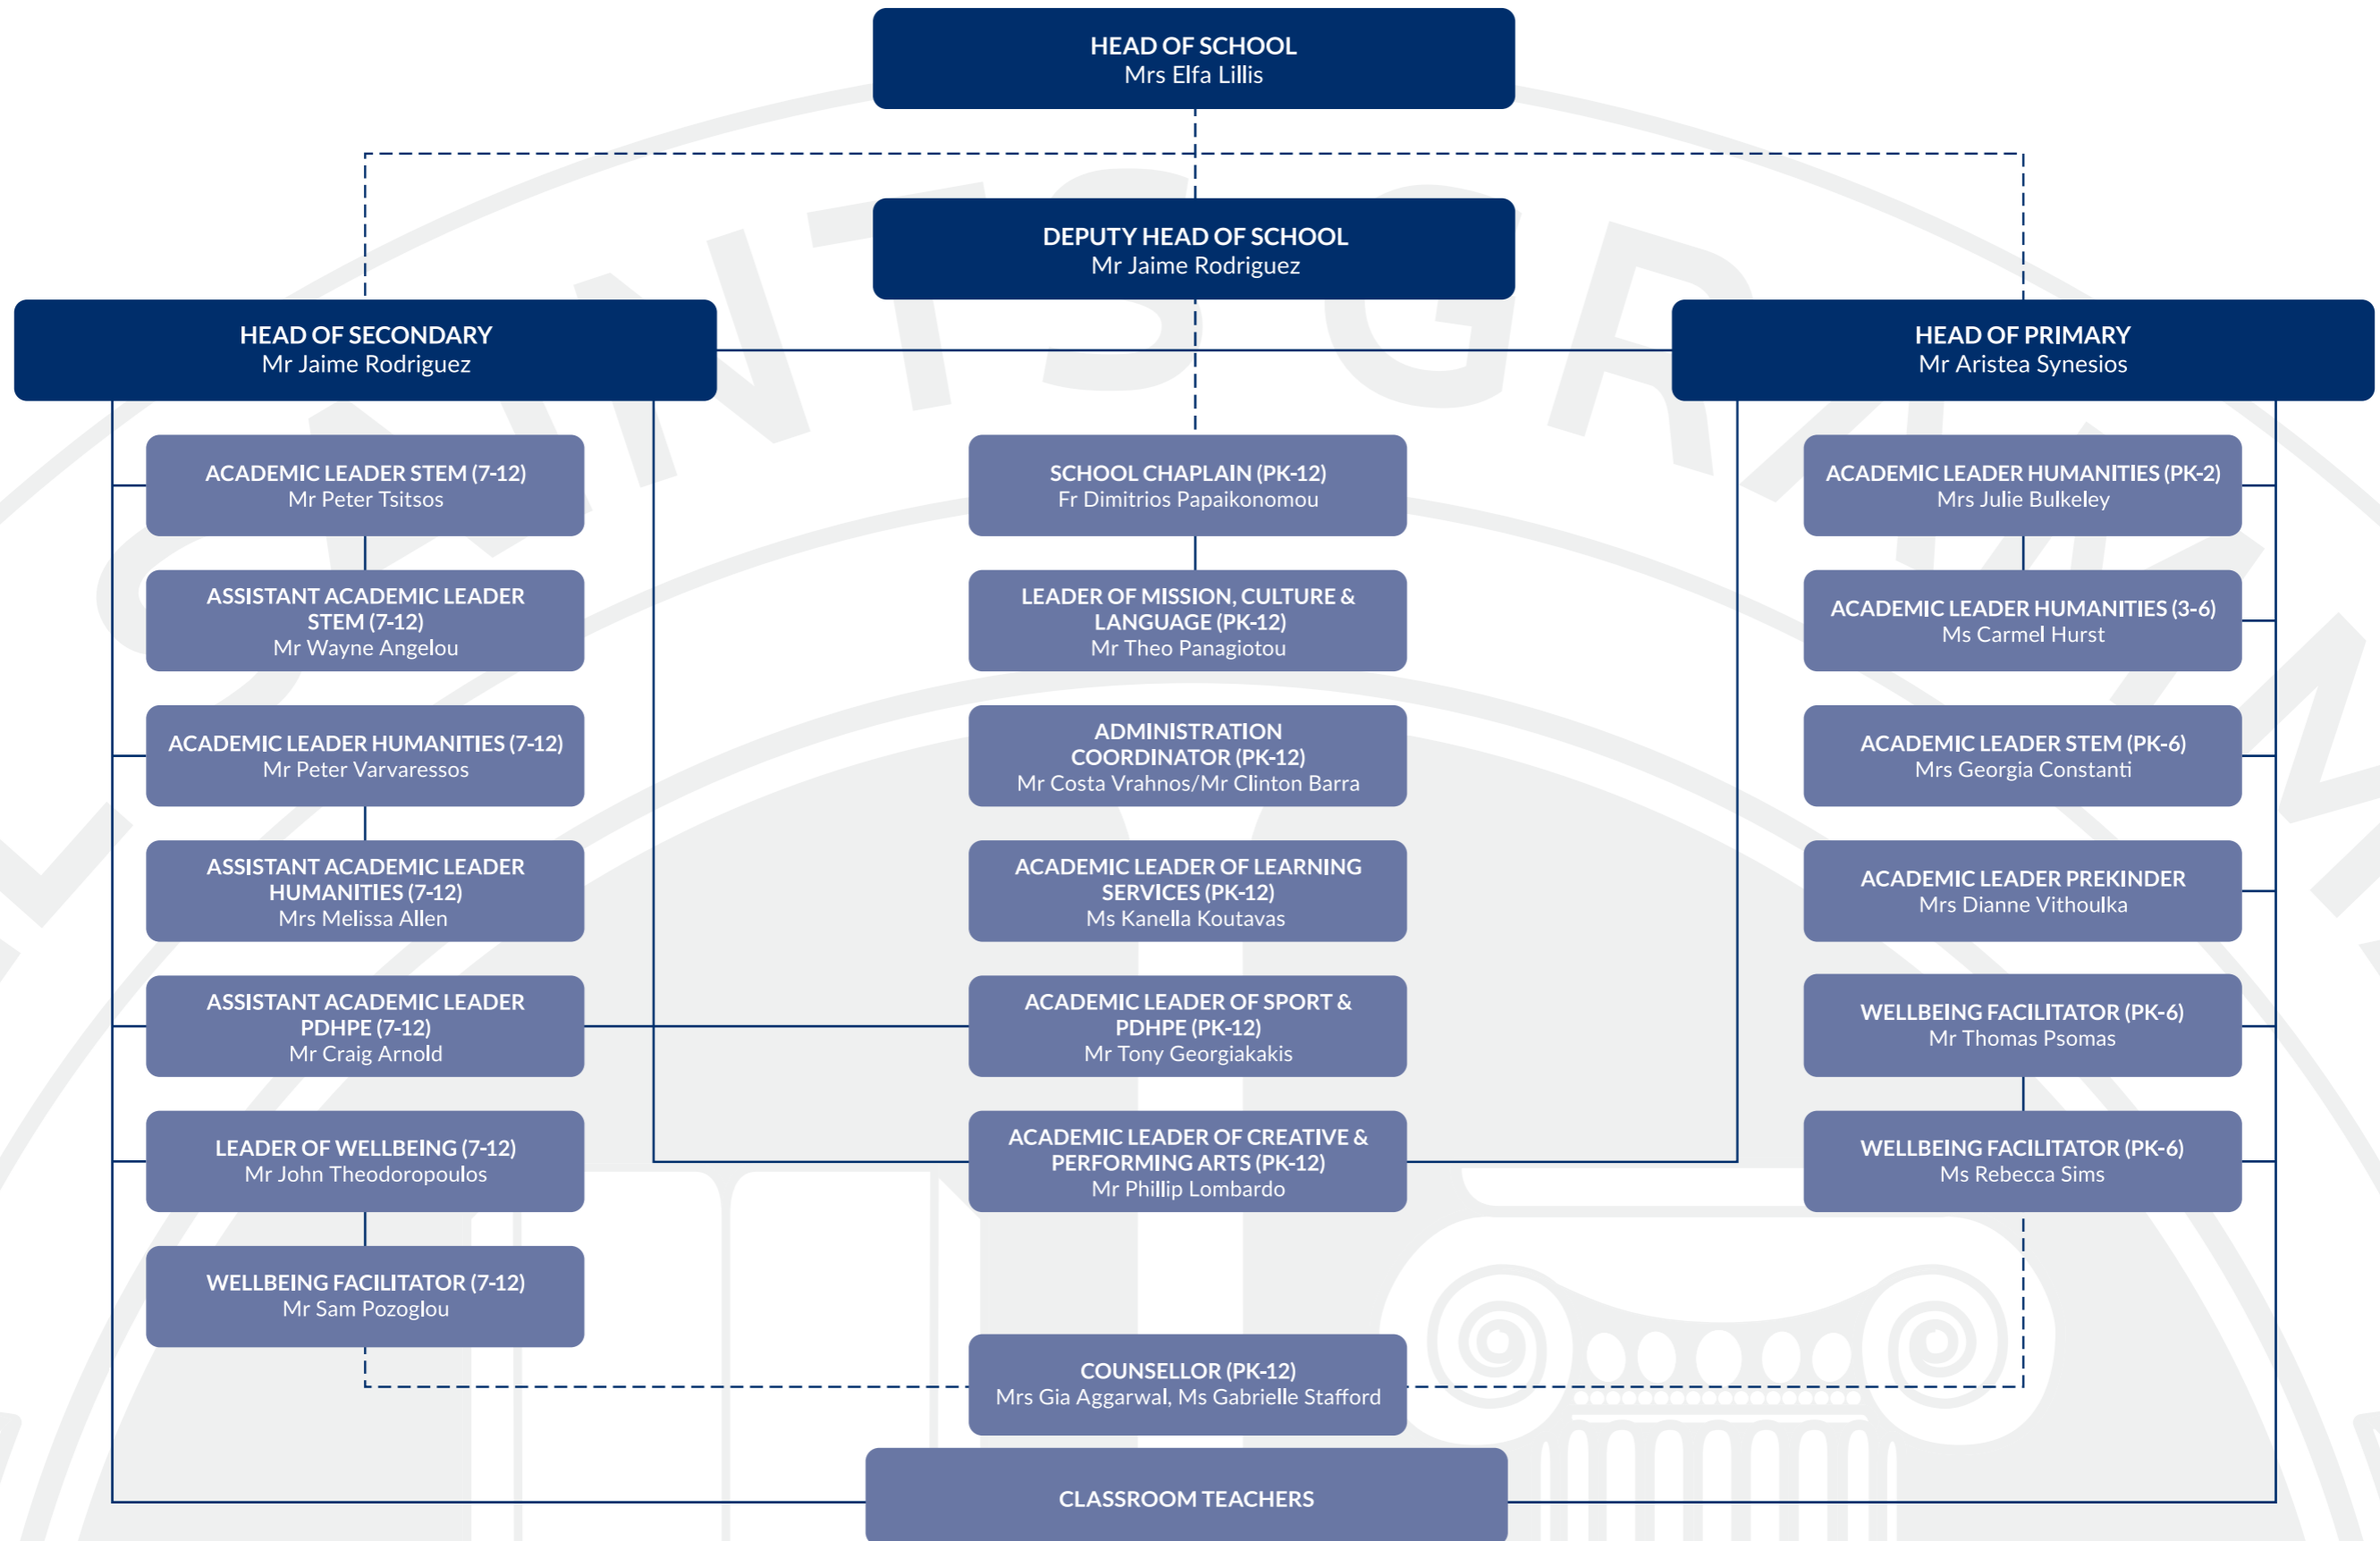 HEAD OF SCHOOL
Mrs Elfa Lillis
DEPUTY HEAD OF SCHOOL
Mr Jaime Rodriguez
HEAD OF SECONDARY
Mr Jaime Rodriguez
HEAD OF PRIMARY
Mr Aristea Synesios
ACADEMIC LEADER STEM (7-12)
Mr Peter Tsitsos
ASSISTANT ACADEMIC LEADER
STEM (7-12)
Mr Wayne Angelou
ACADEMIC LEADER HUMANITIES (7-12)
Mr Peter Varvaressos
ASSISTANT ACADEMIC LEADER
HUMANITIES (7-12)
Mrs Melissa Allen
ASSISTANT ACADEMIC LEADER
PDHPE (7-12)
Mr Craig Arnold
LEADER OF WELLBEING (7-12)
Mr John Theodoropoulos
WELLBEING FACILITATOR (7-12)
Mr Sam Pozoglou
SCHOOL CHAPLAIN (PK-12)
Fr Dimitrios Papaikonomou
LEADER OF MISSION, CULTURE &
LANGUAGE (PK-12)
Mr Theo Panagiotou
ADMINISTRATION
COORDINATOR (PK-12)
Mr Costa Vrahnos/Mr Clinton Barra
ACADEMIC LEADER OF LEARNING
SERVICES (PK-12)
Ms Kanella Koutavas
ACADEMIC LEADER OF SPORT &
PDHPE (PK-12)
Mr Tony Georgiakakis
ACADEMIC LEADER OF CREATIVE &
PERFORMING ARTS (PK-12)
Mr Phillip Lombardo
ACADEMIC LEADER HUMANITIES (PK-2)
Mrs Julie Bulkeley
ACADEMIC LEADER HUMANITIES (3-6)
Ms Carmel Hurst
ACADEMIC LEADER STEM (PK-6)
Mrs Georgia Constanti
ACADEMIC LEADER PREKINDER
Mrs Dianne Vithoulka
WELLBEING FACILITATOR (PK-6)
Mr Thomas Psomas
WELLBEING FACILITATOR (PK-6)
Ms Rebecca Sims
COUNSELLOR (PK-12)
Mrs Gia Aggarwal, Ms Gabrielle Stafford
CLASSROOM TEACHERS
SAINTS GRAMM